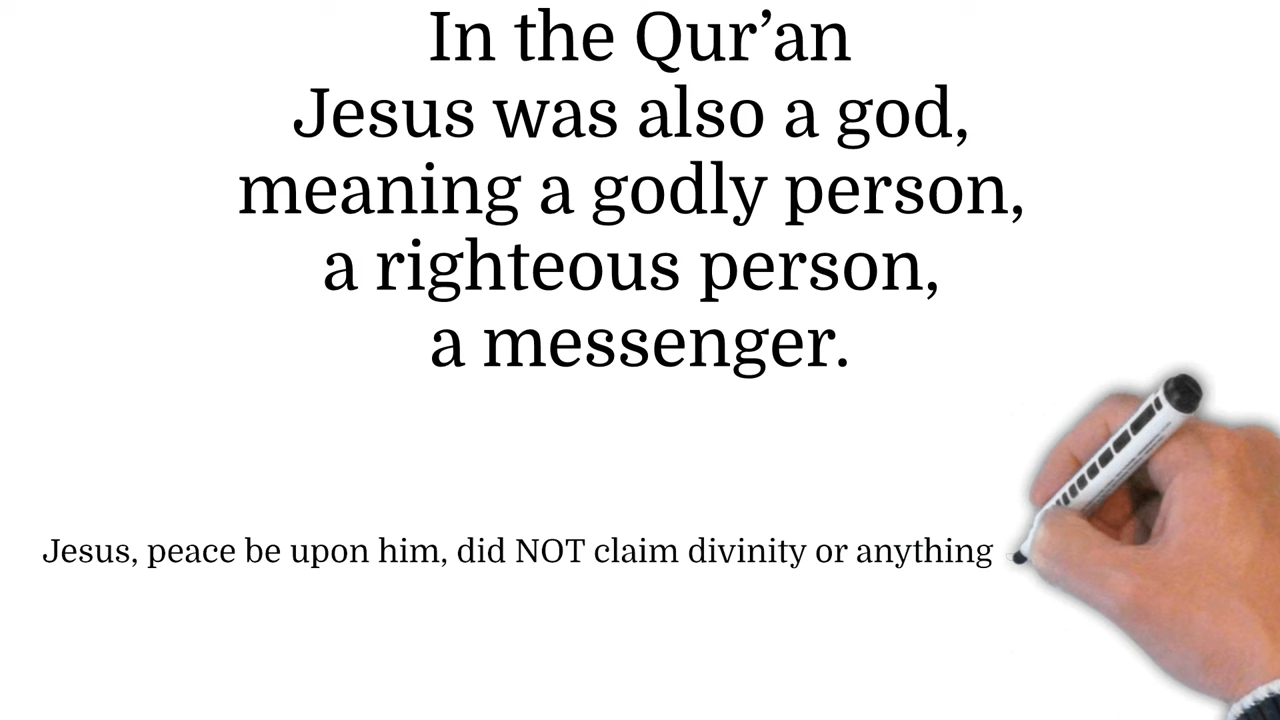 In the Qur’an
Jesus was also a god,
meaning a godly person,
a righteous person,
a messenger.
Jesus, peace be upon him, did NOT claim divinity or anything